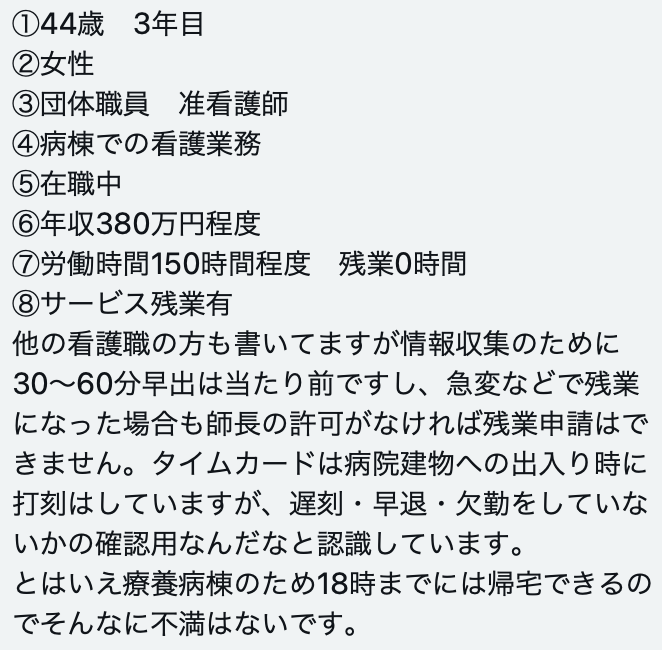 ①44歳　3年目
②女性
③団体職員　准看護師
④病棟での看護業務
⑤在職中
⑥年収380万円程度
⑦労働時間150時間程度　残業0時間
⑧サービス残業有
他の看護職の方も書いてますが情報収集のために
30〜60分早出は当たり前ですし、急変などで残業
になった場合も師長の許可がなければ残業申請はで
きません。タイムカードは病院建物への出入り時に
打刻はしていますが、遅刻・早退・欠勤をしていな
いかの確認用なんだなと認識しています。
とはいえ療養病棟のため18時までには帰宅できるの
でそんなに不満はないです。